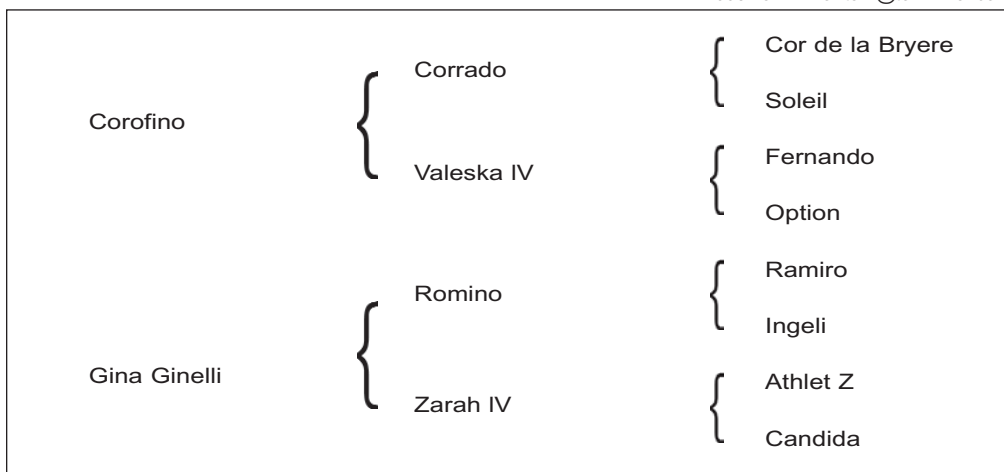 Cor de la Bryere
Corrado
Soleil
Corofino
Fernando
Valeska IV
Option
Ramiro
Romino
Ingeli
Gina Ginelli
Athlet Z
Zarah IV
Candida